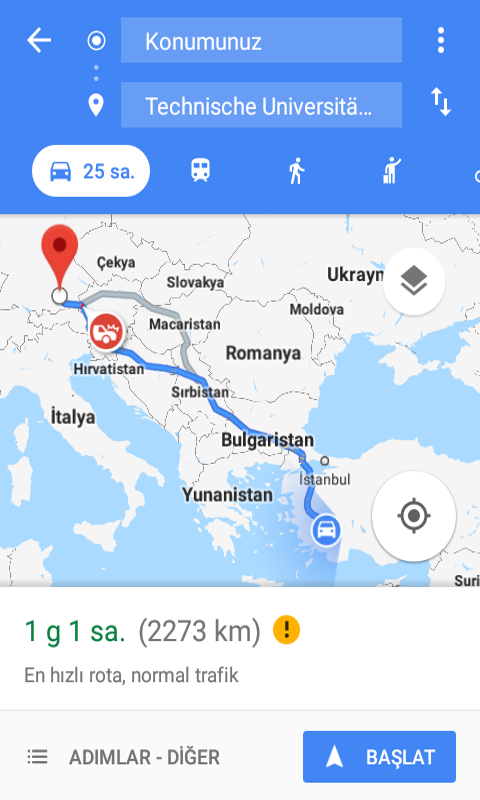 Konumunuz
Technische Universitä...
25 sa.
Çekya
Ukrayn
Slovakya
Moldova
Macaristan
Romanya
Hırvatistan
Sırbistan
İtalya
Bulgaristan
İstanbul
Yunanistan
Suri
1 g 1 sa. (2273 km)
En hızlı rota, normal trafik
ADIMLAR - DİĞER
BAŞLAT